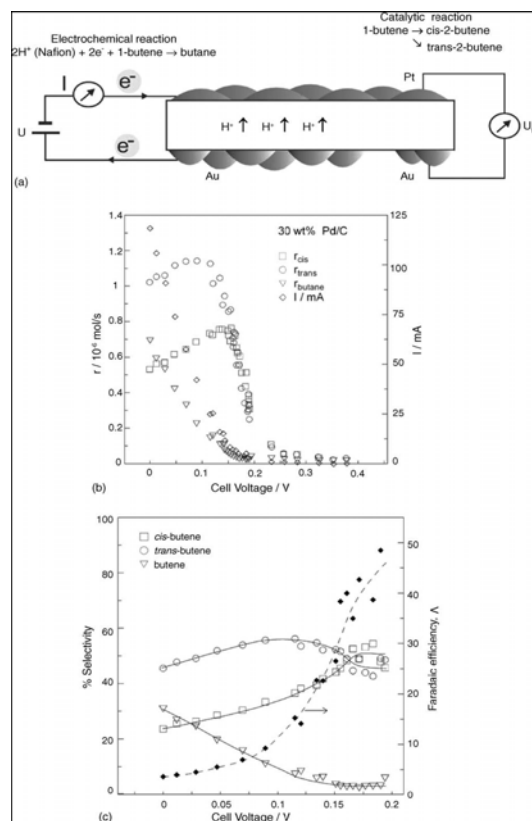 Electrochemical reaction
2H⁺ (Nafion) + 2e⁻ + 1-butene → butane
Catalytic reaction
1-butene → cis-2-butene
↘ trans-2-butene
I
e⁻
Pt
U
H⁺ H⁺ H⁺
U
e⁻
Au
Au
(a)
30 wt% Pd/C
r_cis
r_trans
r_butane
I / mA
1.4
1.2
1
0.8
0.6
0.4
0.2
0
r / 10⁻⁶ mol/s
125
100
75
50
25
0
I / mA
0 0.1 0.2 0.3 0.4
Cell Voltage / V
(b)
cis-butene
trans-butene
butene
100
80
60
40
20
0
% Selectivity
50
40
30
20
10
0
Faradaic efficiency, Λ
0 0.05 0.1 0.15 0.2
Cell Voltage / V
(c)